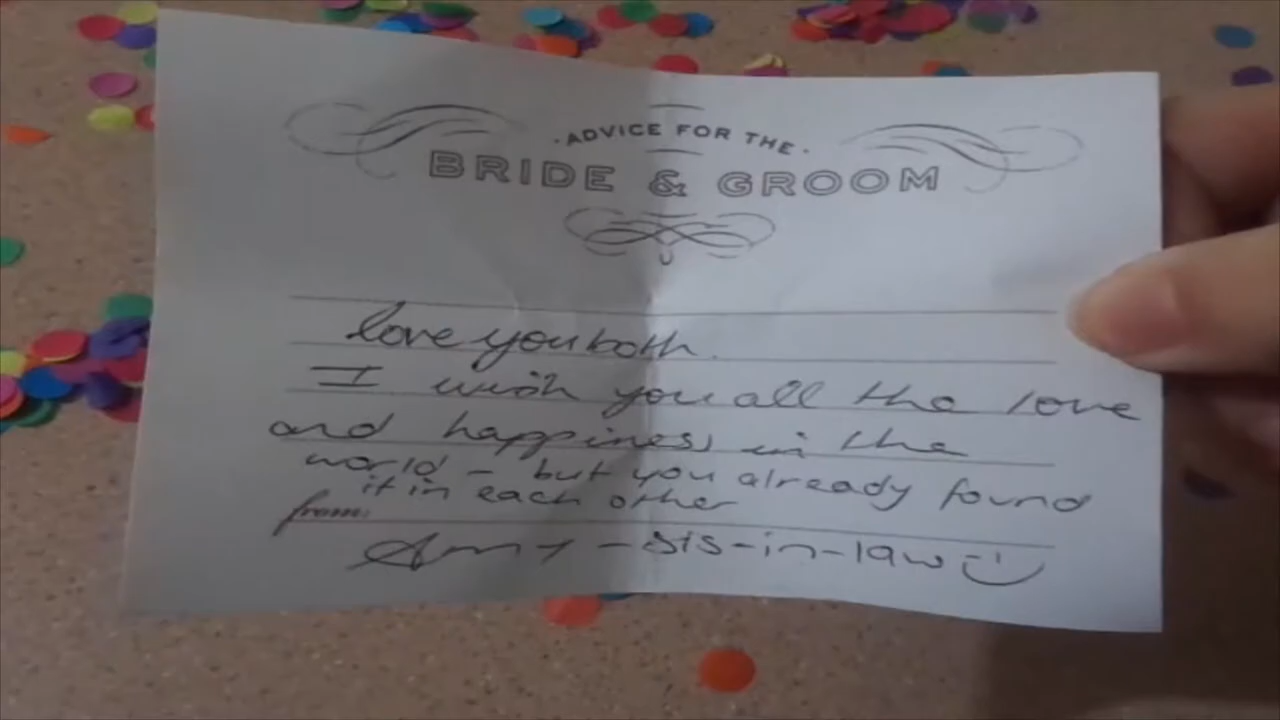 ·ADVICE FOR THE·
BRIDE & GROOM
love you both.
I wish you all the love
and happiness in the
world - but you already found
it in each other
from:
Amy - sis-in-law :)